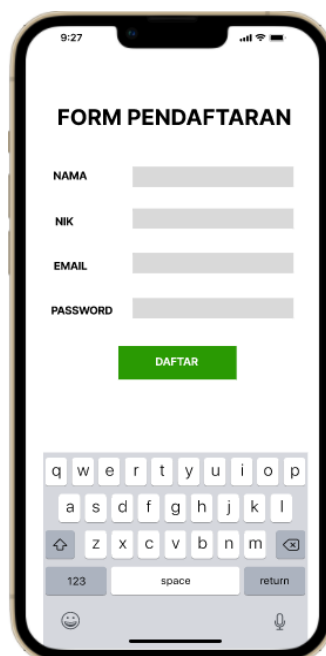 9:27
FORM PENDAFTARAN
NAMA
NIK
EMAIL
PASSWORD
DAFTAR
q w e r t y u i o p
a s d f g h j k l
z x c v b n m
123 space return